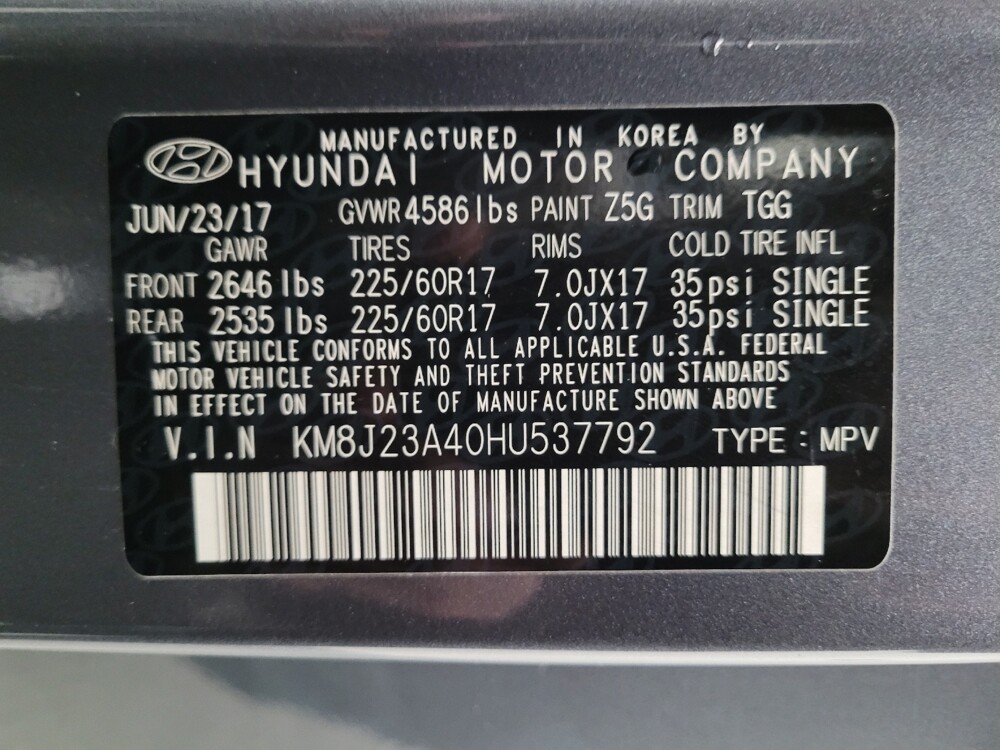 MANUFACTURED IN KOREA BY
HYUNDAI MOTOR COMPANY
JUN/23/17 GVWR 4586 lbs PAINT Z5G TRIM TGG
GAWR TIRES RIMS COLD TIRE INFL
FRONT 2646 lbs 225/60R17 7.0JX17 35psi SINGLE
REAR 2535 lbs 225/60R17 7.0JX17 35psi SINGLE
THIS VEHICLE CONFORMS TO ALL APPLICABLE U.S.A. FEDERAL
MOTOR VEHICLE SAFETY AND THEFT PREVENTION STANDARDS
IN EFFECT ON THE DATE OF MANUFACTURE SHOWN ABOVE
V.I.N KM8J23A40HU537792 TYPE : MPV